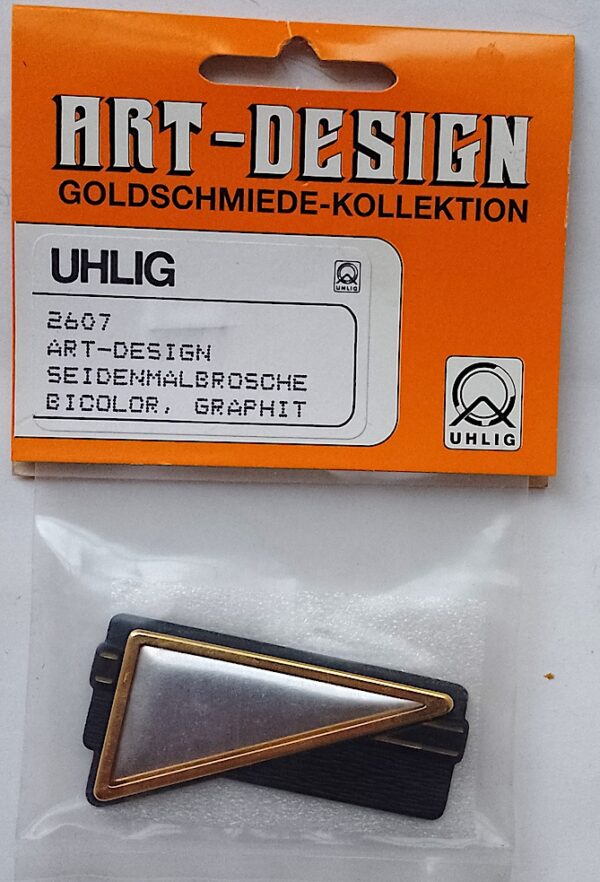 ART-DESIGN
GOLDSCHMIEDE-KOLLEKTION
UHLIG
UHLIG
2607
ART-DESIGN
SEIDENMALBROSCHE
BICOLOR, GRAPHIT
UHLIG